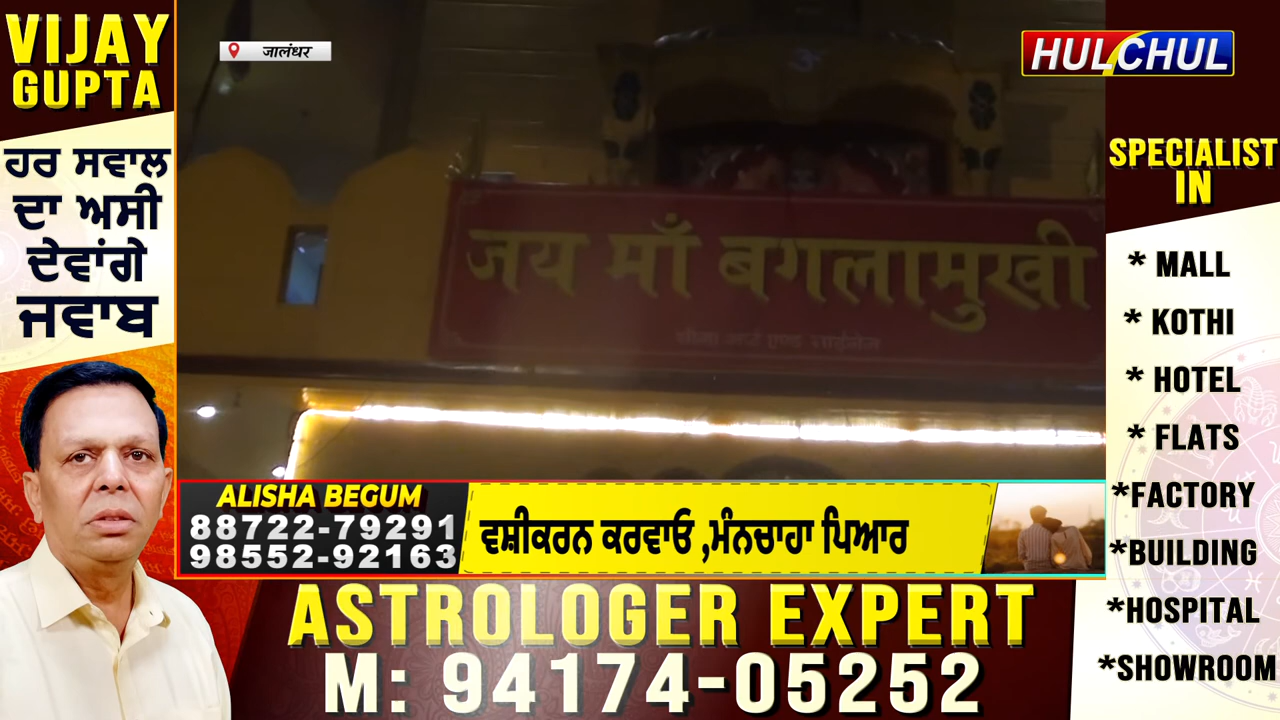 VIJAY
GUPTA
ਹਰ ਸਵਾਲ
ਦਾ ਅਸੀ
ਦੇਵਾਂਗੇ
ਜਵਾਬ
जालंधर
HULCHUL
जय माँ बगलामुखी
SPECIALIST
IN
* MALL
* KOTHI
* HOTEL
* FLATS
*FACTORY
*BUILDING
*HOSPITAL
*SHOWROOM
ALISHA BEGUM
88722-79291
98552-92163
ਵਸ਼ੀਕਰਨ ਕਰਵਾਓ ,ਮੰਨਚਾਹਾ ਪਿਆਰ
ASTROLOGER EXPERT
M: 94174-05252